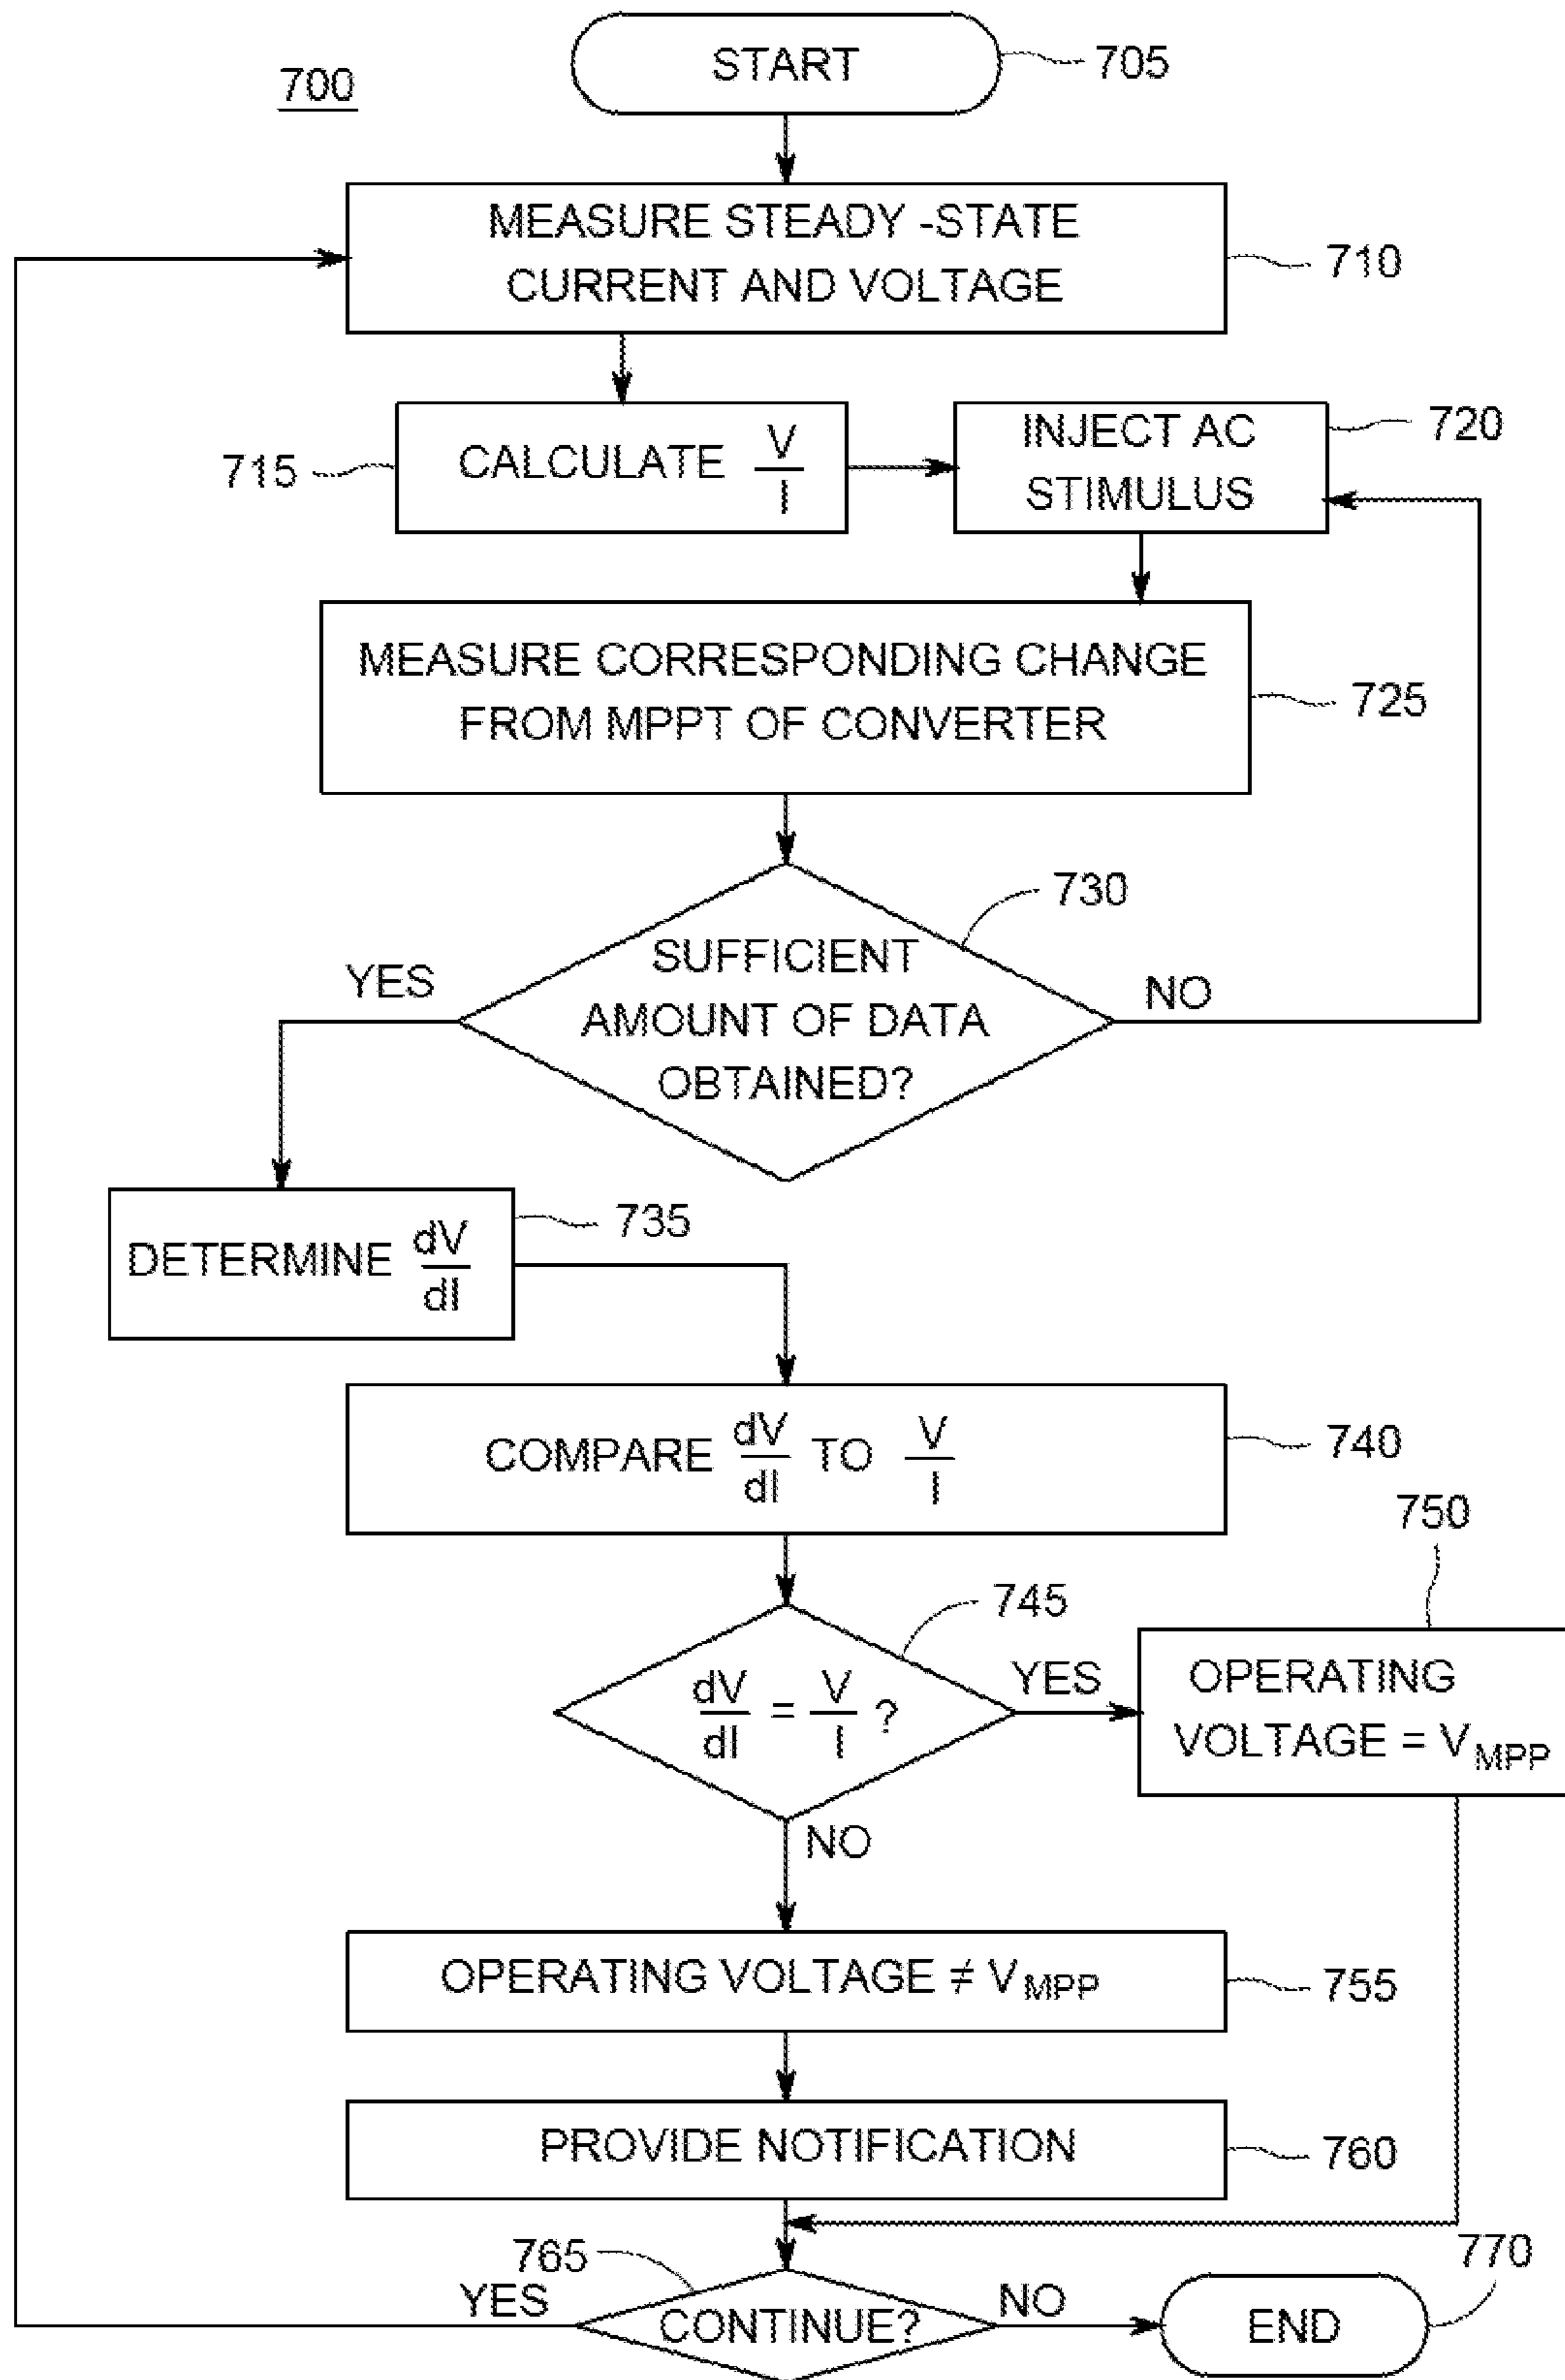 700
START
705
MEASURE STEADY -STATE
CURRENT AND VOLTAGE
710
715
CALCULATE V/I
INJECT AC
STIMULUS
720
MEASURE CORRESPONDING CHANGE
FROM MPPT OF CONVERTER
725
730
SUFFICIENT
AMOUNT OF DATA
OBTAINED?
YES
NO
DETERMINE dV/dI
735
COMPARE dV/dI TO V/I
740
745
dV/dI = V/I ?
YES
750
OPERATING
VOLTAGE = V_MPP
NO
OPERATING VOLTAGE ≠ V_MPP
755
PROVIDE NOTIFICATION
760
765
YES
CONTINUE?
NO
770
END